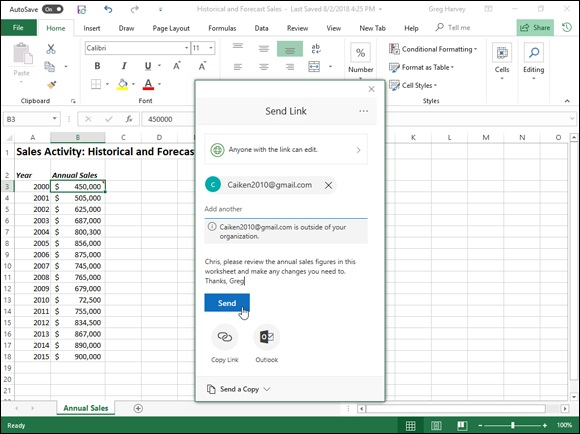 AutoSave On
Historical and Forecast Sales - Last Saved 8/2/2018 4:25 PM
Greg Harvey
File Home Insert Draw Page Layout Formulas Data Review View Help Tell me Share
Paste
Calibri 11
B I U
A A
ab
%
Number
Conditional Formatting
Format as Table
Cell Styles
Cells
Editing
Clipboard Font Styles
B3 fx 450000
A B C D L M N O
1 Sales Activity: Historical and Forecast
2 Year Annual Sales
3 2000 $ 450,000
4 2001 $ 505,000
5 2002 $ 625,000
6 2003 $ 687,000
7 2004 $ 800,300
8 2005 $ 856,000
9 2006 $ 875,000
10 2007 $ 745,000
11 2008 $ 765,000
12 2009 $ 679,000
13 2010 $ 72,500
14 2011 $ 755,000
15 2012 $ 834,500
16 2013 $ 867,000
17 2014 $ 890,000
18 2015 $ 900,000
19
20
21
Send Link
Anyone with the link can edit.
C Caiken2010@gmail.com
Add another
Caiken2010@gmail.com is outside of your
organization.
Chris, please review the annual sales figures in this
worksheet and make any changes you need to.
Thanks, Greg
Send
Copy Link Outlook
Send a Copy
Annual Sales
Ready
100%